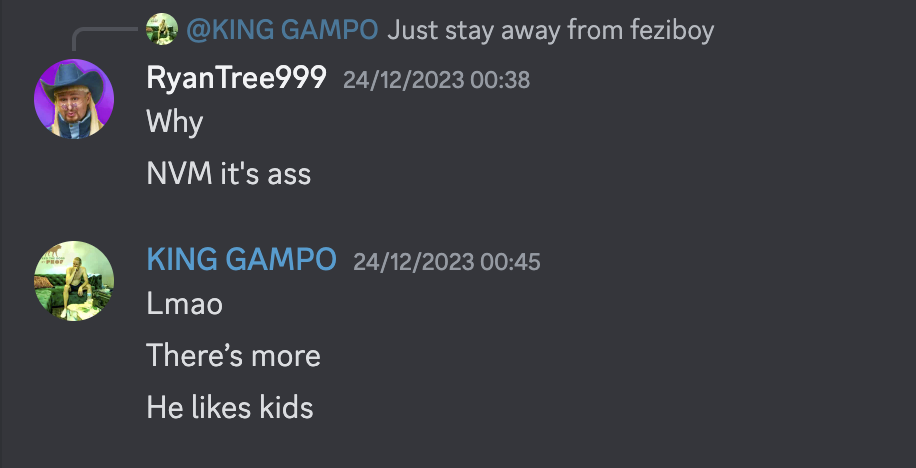 @KING GAMPO Just stay away from feziboy
RyanTree999 24/12/2023 00:38
Why
NVM it's ass
KING GAMPO 24/12/2023 00:45
Lmao
There’s more
He likes kids